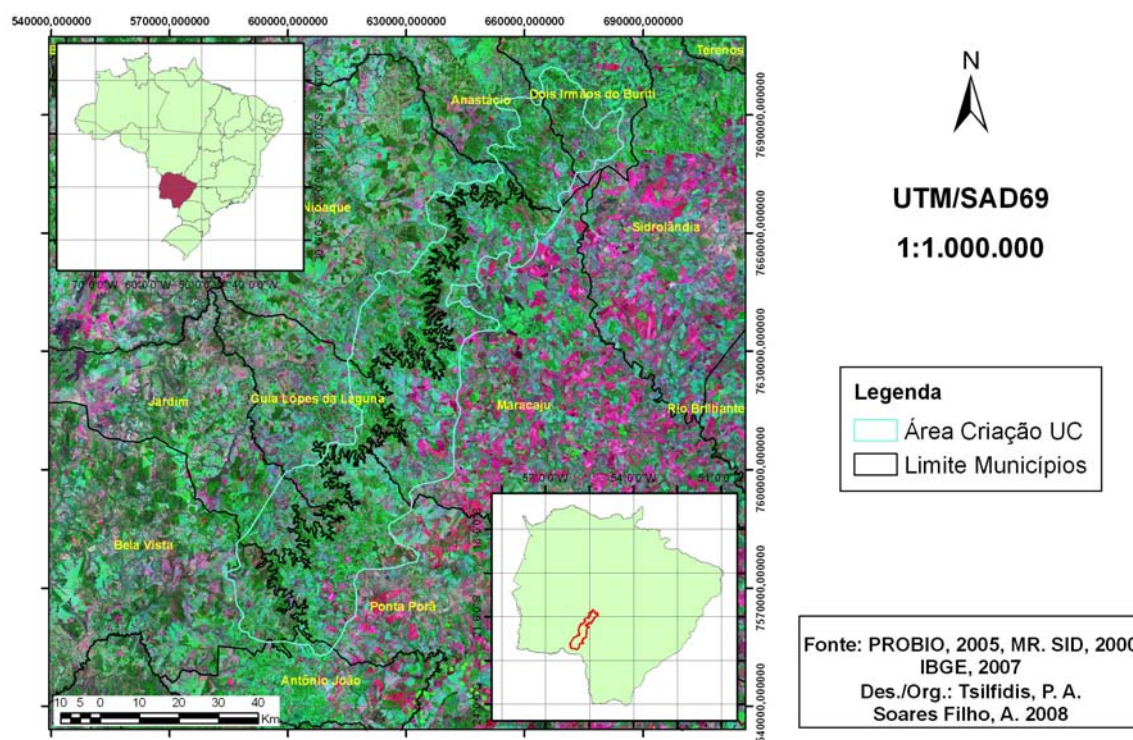 540000,000000 570000,000000 600000,000000 630000,000000 660000,000000 690000,000000
Terenos
Anastácio
Dois Irmãos do Buriti
Nioaque
Sidrolândia
Jardim
Guia Lopes da Laguna
Maracaju
Rio Brilhante
Bela Vista
Ponta Porã
Antônio João
7690000,000000
7660000,000000
7630000,000000
7600000,000000
7570000,000000
10 5 0 10 20 30 40
Km
N
UTM/SAD69
1:1.000.000
Legenda
Área Criação UC
Limite Municípios
Fonte: PROBIO, 2005, MR. SID, 2000
IBGE, 2007
Des./Org.: Tsilfidis, P. A.
Soares Filho, A. 2008